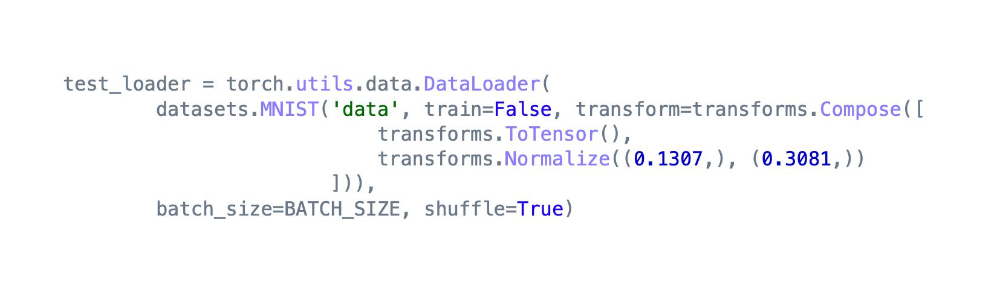 test_loader = torch.utils.data.DataLoader(
        datasets.MNIST('data', train=False, transform=transforms.Compose([
                           transforms.ToTensor(),
                           transforms.Normalize((0.1307,), (0.3081,))
                       ])),
        batch_size=BATCH_SIZE, shuffle=True)